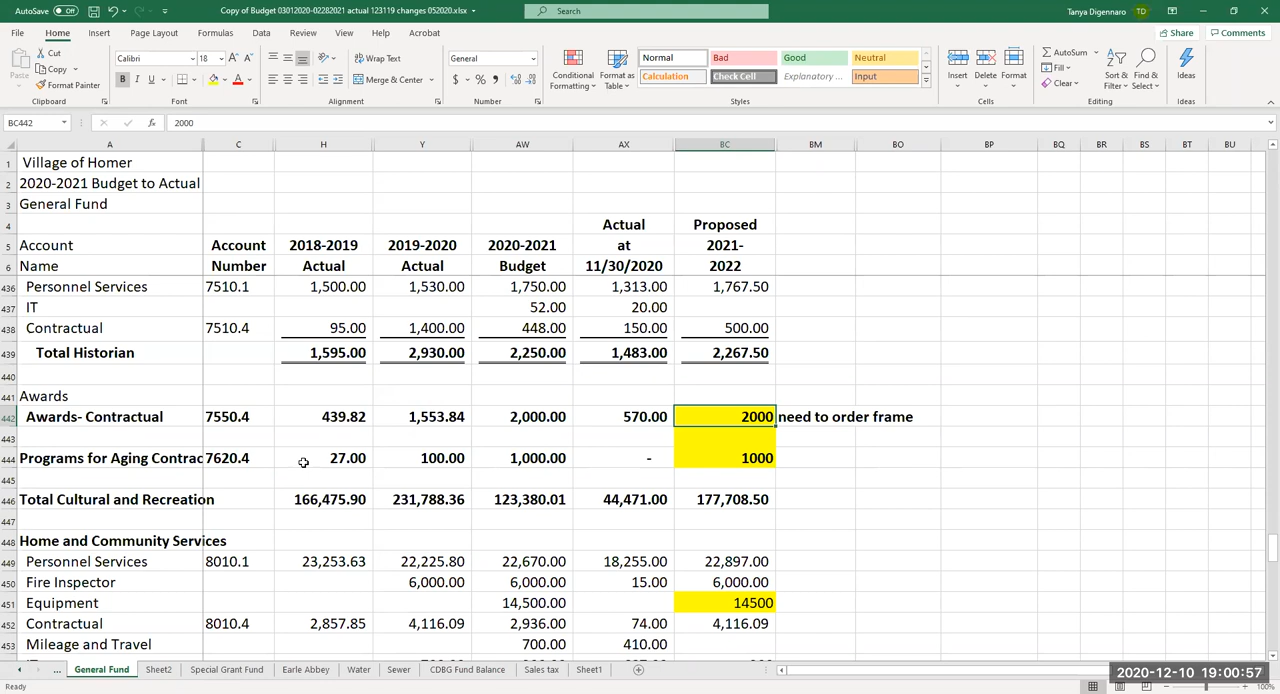 AutoSave Off Copy of Budget 03012020-02282021 actual 123119 changes 052020.xlsx Search Tanya Digennaro TD
File Home Insert Page Layout Formulas Data Review View Help Acrobat Share Comments
Paste Cut Copy Format Painter Clipboard
Calibri 18 B I U Font
Wrap Text Merge & Center Alignment
General $ % Number
Conditional Formatting Format as Table
Normal Bad Good Neutral
Calculation Check Cell Explanatory ... Input
Styles
Insert Delete Format Cells
AutoSum Fill Clear Sort & Filter Find & Select Editing
Ideas Ideas
BC442 fx 2000
A C H Y AW AX BC BM BO BP BQ BR BS BT BU
1 Village of Homer
2 2020-2021 Budget to Actual
3 General Fund
4 Actual Proposed
5 Account Account 2018-2019 2019-2020 2020-2021 at 2021-
6 Name Number Actual Actual Budget 11/30/2020 2022
436 Personnel Services 7510.1 1,500.00 1,530.00 1,750.00 1,313.00 1,767.50
437 IT 52.00 20.00
438 Contractual 7510.4 95.00 1,400.00 448.00 150.00 500.00
439 Total Historian 1,595.00 2,930.00 2,250.00 1,483.00 2,267.50
440
441 Awards
442 Awards- Contractual 7550.4 439.82 1,555.84 2,000.00 570.00 2000 need to order frame
443
444 Programs for Aging Contrac 7620.4 27.00 100.00 1,000.00 - 1000
445
446 Total Cultural and Recreation 166,475.90 231,788.36 123,380.01 44,471.00 177,708.50
447
448 Home and Community Services
449 Personnel Services 8010.1 23,253.63 22,225.80 22,670.00 18,255.00 22,897.00
450 Fire Inspector 6,000.00 6,000.00 15.00 6,000.00
451 Equipment 14,500.00 14500
452 Contractual 8010.4 2,857.85 4,116.09 2,936.00 74.00 4,116.09
453 Mileage and Travel 700.00 410.00
... General Fund Sheet2 Special Grant Fund Earle Abbey Water Sewer CDBG Fund Balance Sales tax Sheet1
2020-12-10 19:00:57
Ready 100%